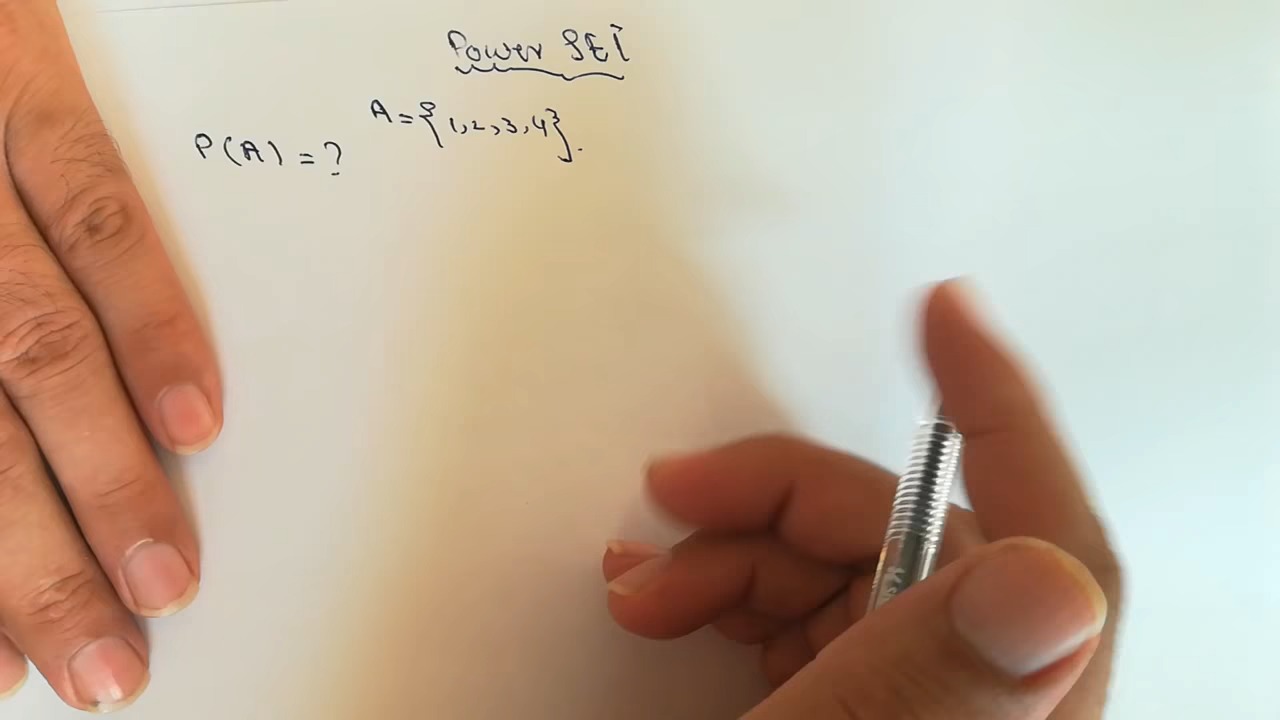 Power SET
A = {1,2,3,4}.
P(A) = ?